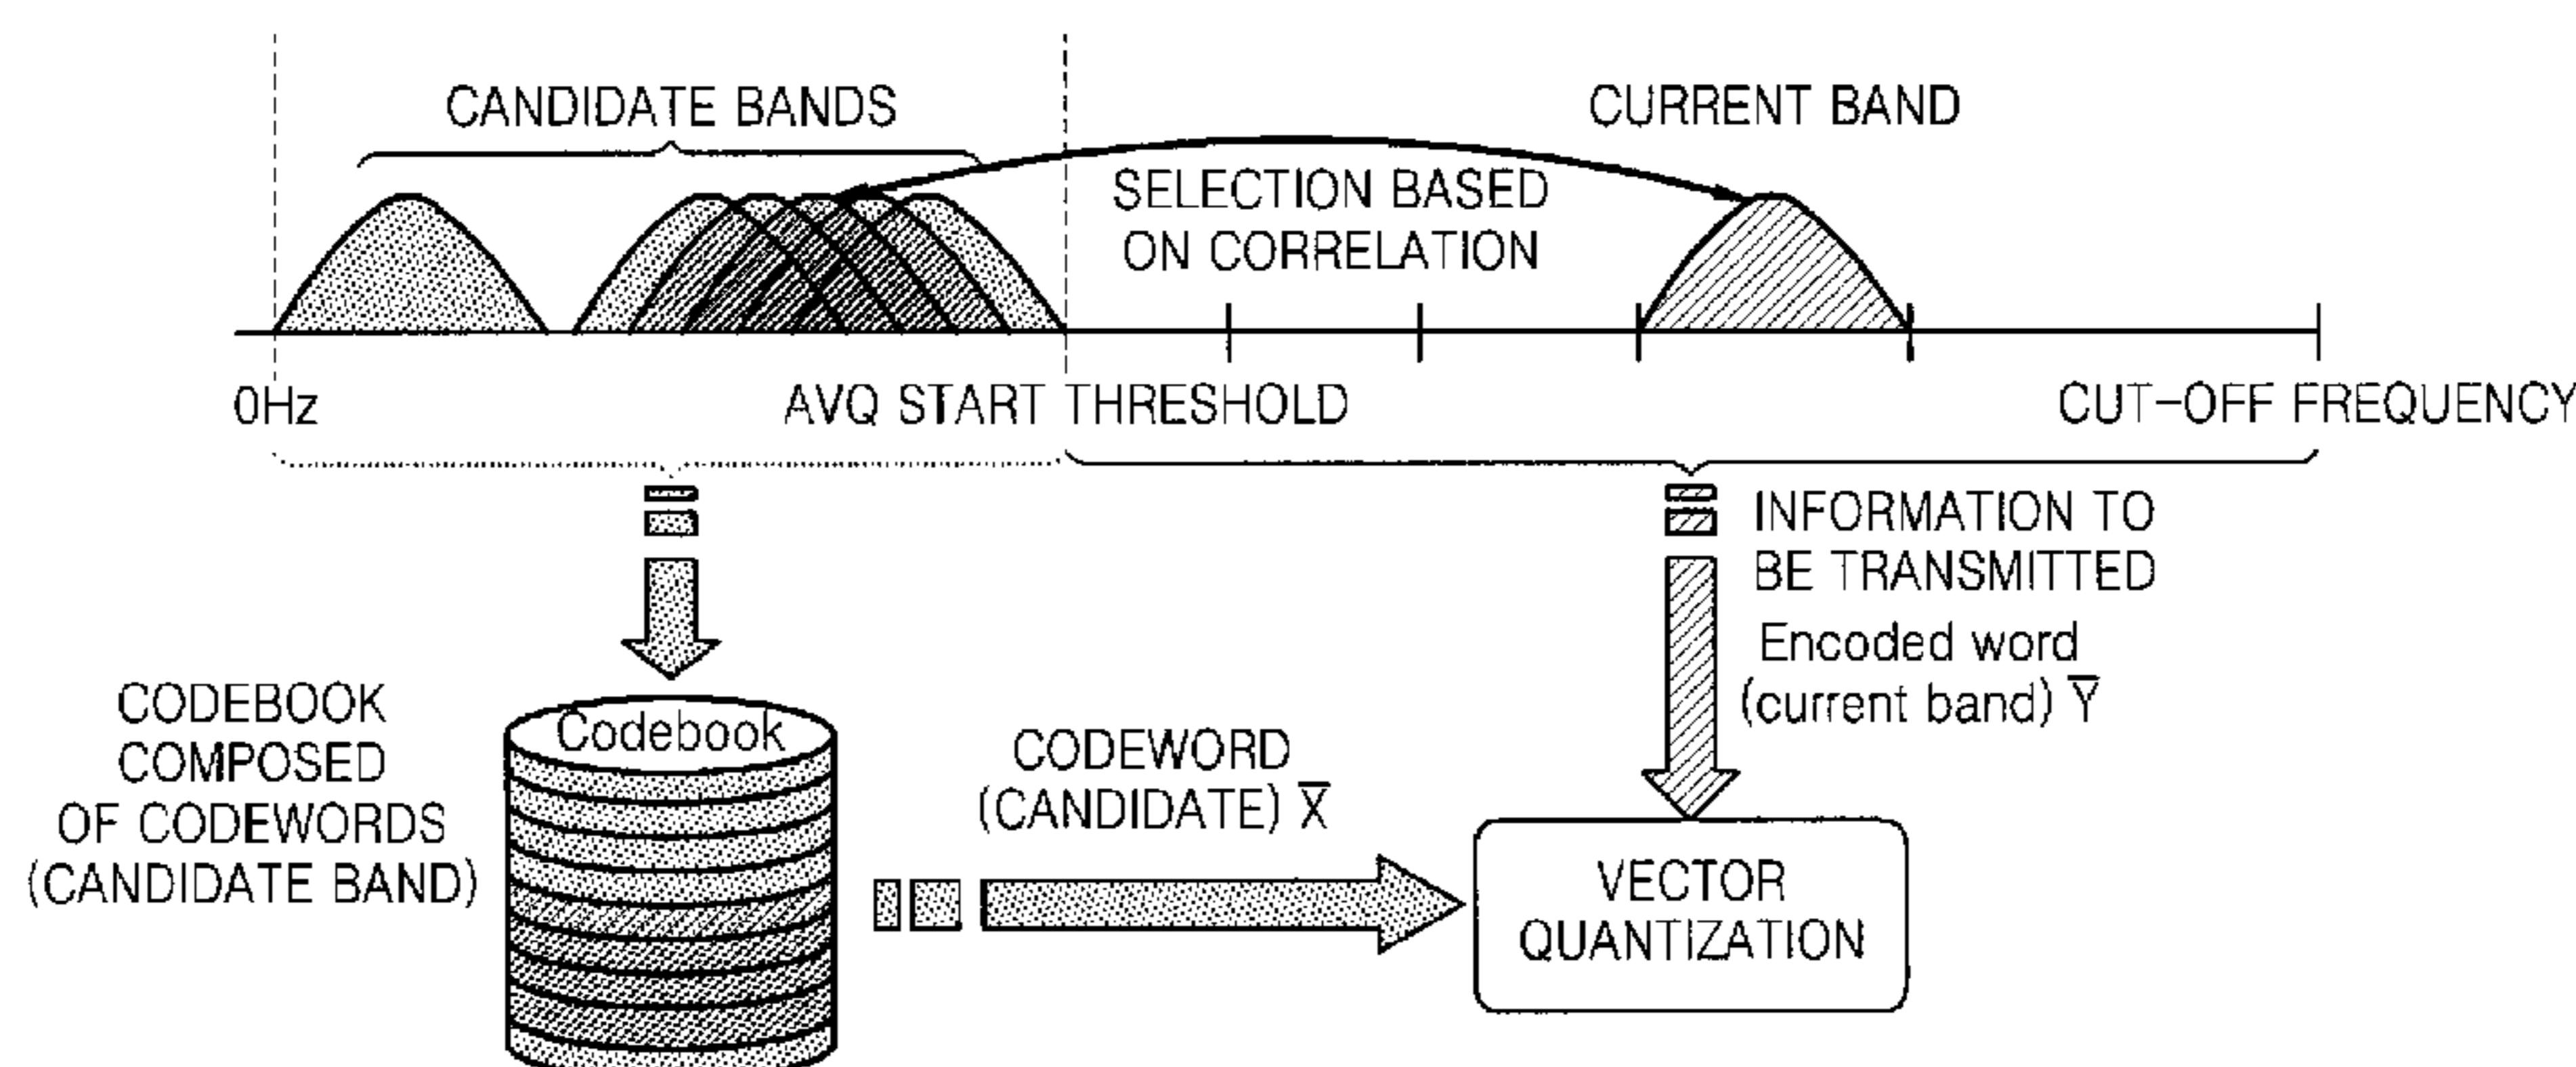 CANDIDATE BANDS
CURRENT BAND
SELECTION BASED
ON CORRELATION
0Hz
AVQ START THRESHOLD
CUT-OFF FREQUENCY
INFORMATION TO
BE TRANSMITTED
Encoded word
(current band) Y̅
CODEBOOK
COMPOSED
OF CODEWORDS
(CANDIDATE BAND)
Codebook
CODEWORD
(CANDIDATE) X̅
VECTOR
QUANTIZATION